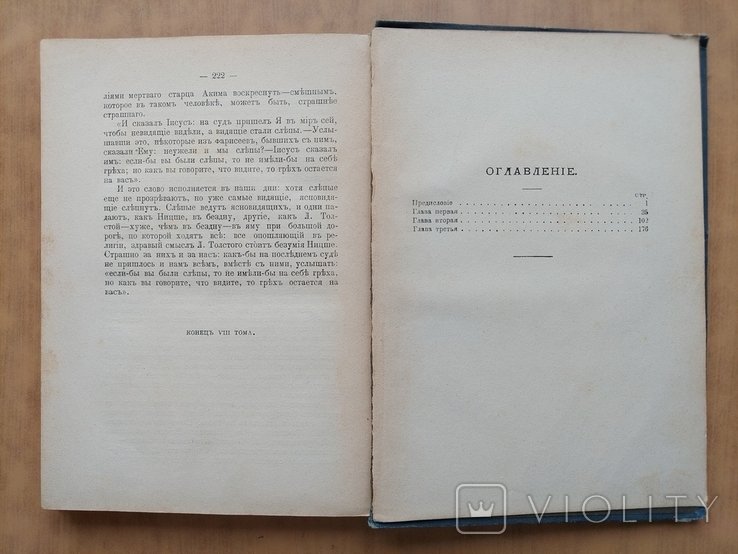 — 222 —
ліями мертваго старца Акима воскреснуть—смѣшнымъ,
которое въ такомъ человѣкѣ, можетъ быть, страшнѣе
страшнаго.
«И сказалъ Іисусъ: на судъ пришелъ Я въ міръ сей,
чтобы невидящіе видѣли, а видящіе стали слѣпы.—Услы-
шавши это, нѣкоторые изъ Фарисеевъ, бывшихъ съ нимъ,
сказали Ему: неужели и мы слѣпы?—Іисусъ сказалъ
имъ: если-бы вы были слѣпы, то не имѣли-бы на себѣ
грѣха; но какъ вы говорите, что видите, то грѣхъ остается
на васъ».
И это слово исполняется въ наши дни: хотя слѣпые
еще не прозрѣваютъ, но уже самые видящіе, ясновидящіе
слѣпнутъ. Слѣпые ведутъ ясновидящихъ, и одни па-
даютъ, какъ Ницше, въ бездну, другіе, какъ Л. Тол-
стой—хуже, чѣмъ въ бездну—въ яму при большой до-
рогѣ, по которой ходятъ всѣ: все опошляющій въ ре-
лигіи, здравый смыслъ Л. Толстого стоитъ безумія Ницше.
Страшно за нихъ и за насъ: какъ-бы на послѣднемъ судѣ
не пришлось и намъ всѣмъ, вмѣстѣ съ ними, услышать:
«если-бы вы были слѣпы, то не имѣли-бы на себѣ грѣха,
но какъ вы говорите, что видите, то грѣхъ остается на
васъ».
КОНЕЦЪ VIII ТОМА.
ОГЛАВЛЕНІЕ.
СТР.
Предисловіе 1
Глава первая 35
Глава вторая 102
Глава третья 176
VIOLITY